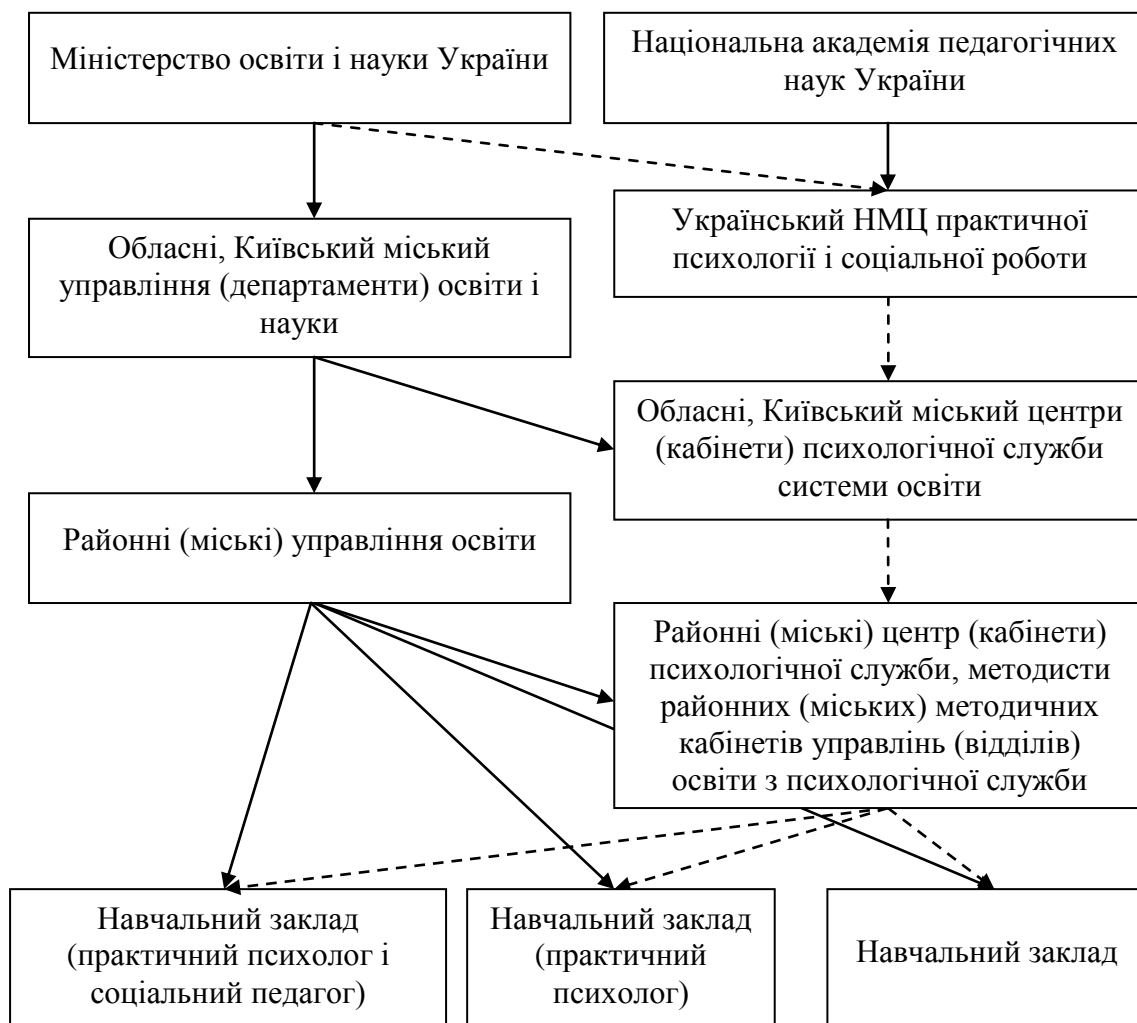 Міністерство освіти і науки України
Національна академія педагогічних
наук України
Обласні, Київський міський
управління (департаменти) освіти і
науки
Український НМЦ практичної
психології і соціальної роботи
Обласні, Київський міський центри
(кабінети) психологічної служби
системи освіти
Районні (міські) управління освіти
Районні (міські) центр (кабінети)
психологічної служби, методисти
районних (міських) методичних
кабінетів управлінь (відділів)
освіти з психологічної служби
Навчальний заклад
(практичний психолог і
соціальний педагог)
Навчальний заклад
(практичний
психолог)
Навчальний заклад